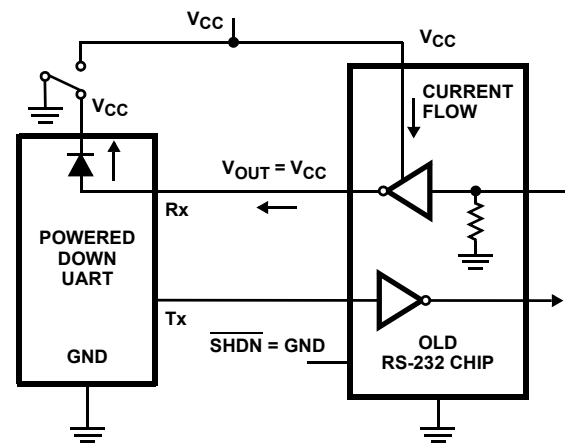 VCC
VCC
VCC
CURRENT
FLOW
VOUT = VCC
Rx
POWERED
DOWN
UART
Tx
GND
SHDN = GND
OLD
RS-232 CHIP